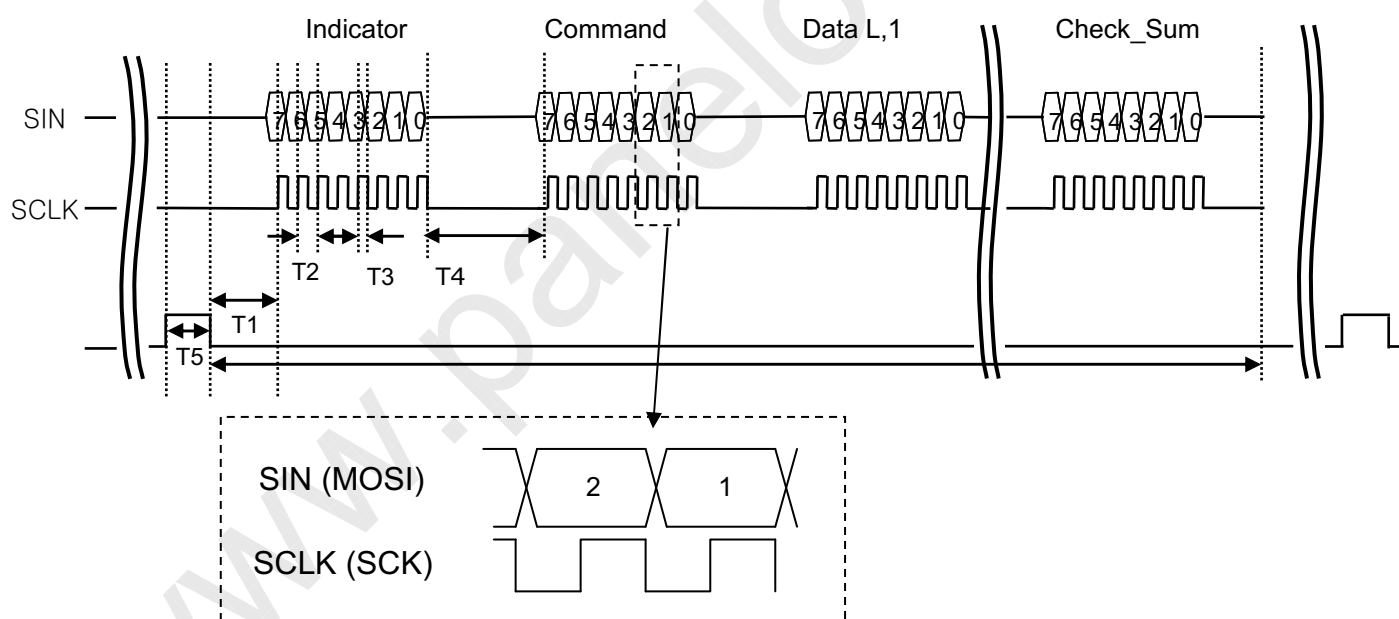 Indicator Command Data L,1 Check_Sum
SIN 7 6 5 4 3 2 1 0 7 6 5 4 3 2 1 0 7 6 5 4 3 2 1 0 7 6 5 4 3 2 1 0
SCLK
T2 T3 T4
T1
T5
SIN (MOSI) 2 1
SCLK (SCK)
www.panelo